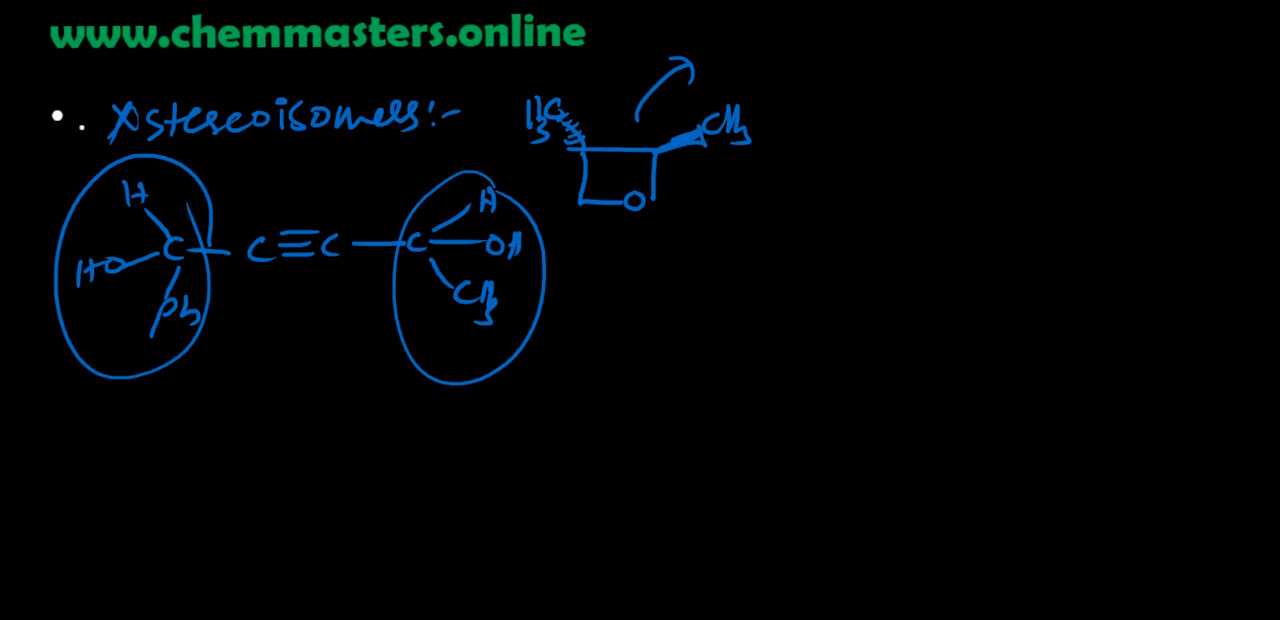 www.chemmasters.online
• . stereoisomers:-
H3C CH3
O
H H
HO C C≡C C OH
Ph CH3